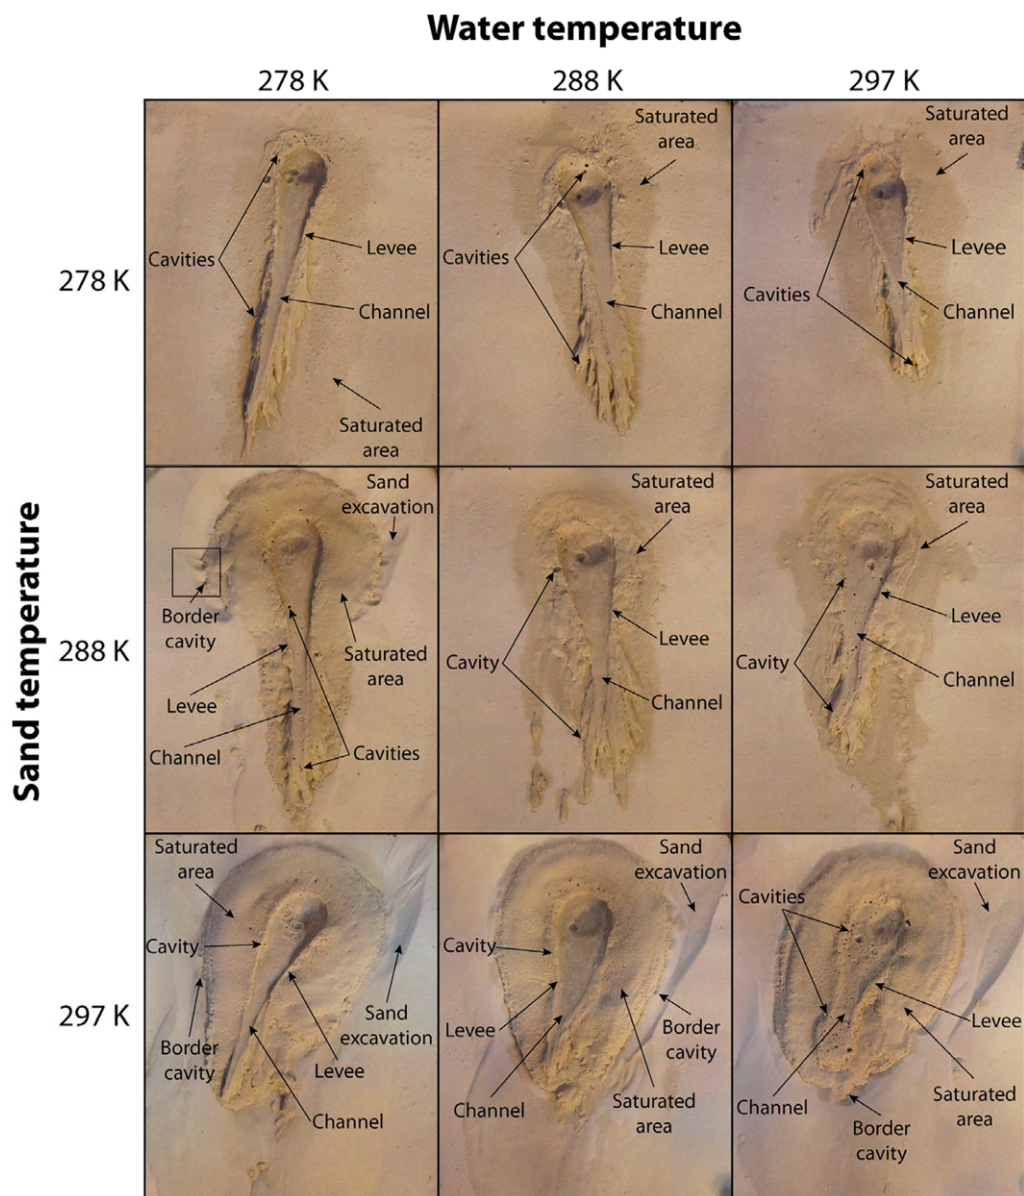 Water temperature
278 K
288 K
297 K
Sand temperature
278 K
Cavities
Levee
Channel
Saturated
area
Saturated
area
Cavities
Levee
Channel
Saturated
area
Cavities
Levee
Channel
288 K
Sand
excavation
Border
cavity
Saturated
area
Levee
Channel
Cavities
Saturated
area
Cavity
Levee
Channel
Saturated
area
Cavity
Levee
Channel
297 K
Saturated
area
Cavity
Border
cavity
Sand
excavation
Levee
Channel
Sand
excavation
Cavity
Levee
Border
cavity
Channel
Saturated
area
Sand
excavation
Cavities
Levee
Channel
Saturated
area
Border
cavity